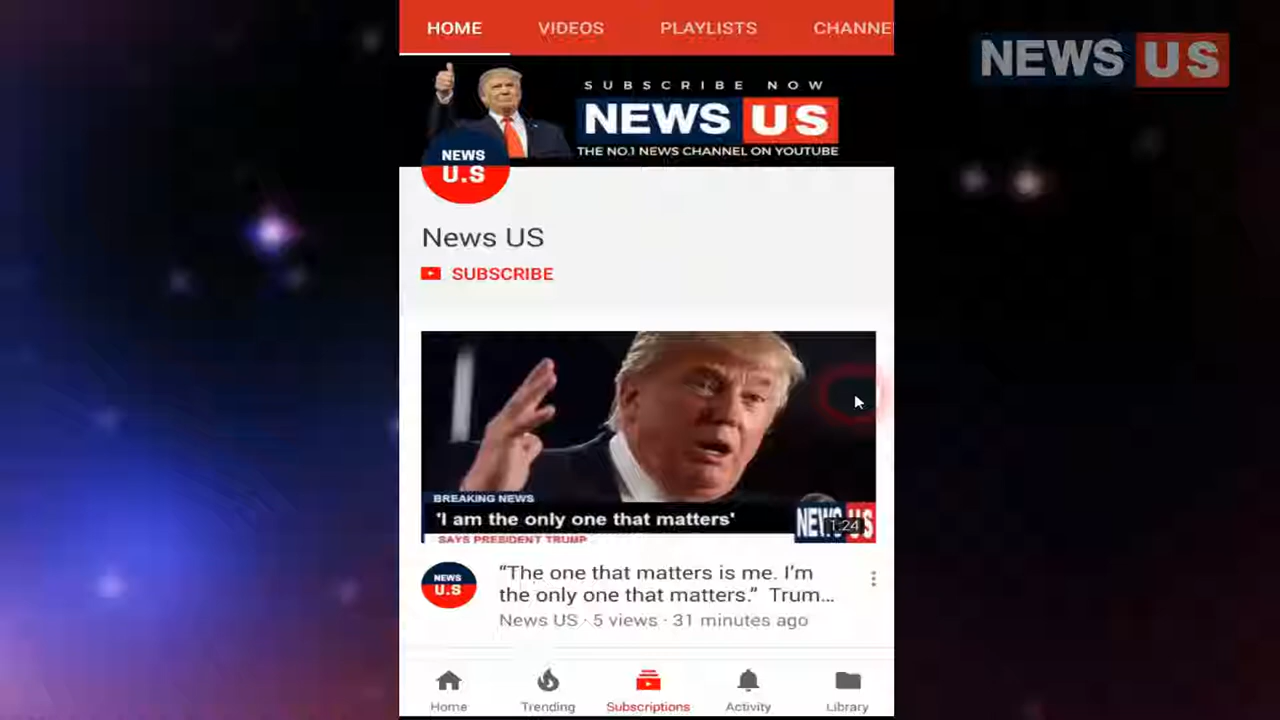 HOME VIDEOS PLAYLISTS CHANNE
NEWS US
SUBSCRIBE NOW
NEWS US
THE NO.1 NEWS CHANNEL ON YOUTUBE
NEWS
U.S
News US
SUBSCRIBE
BREAKING NEWS
'I am the only one that matters'
SAYS PRESIDENT TRUMP
NEWS US
1:24
NEWS
U.S
“The one that matters is me. I’m
the only one that matters.” Trum...
News US · 5 views · 31 minutes ago
Home Trending Subscriptions Activity Library